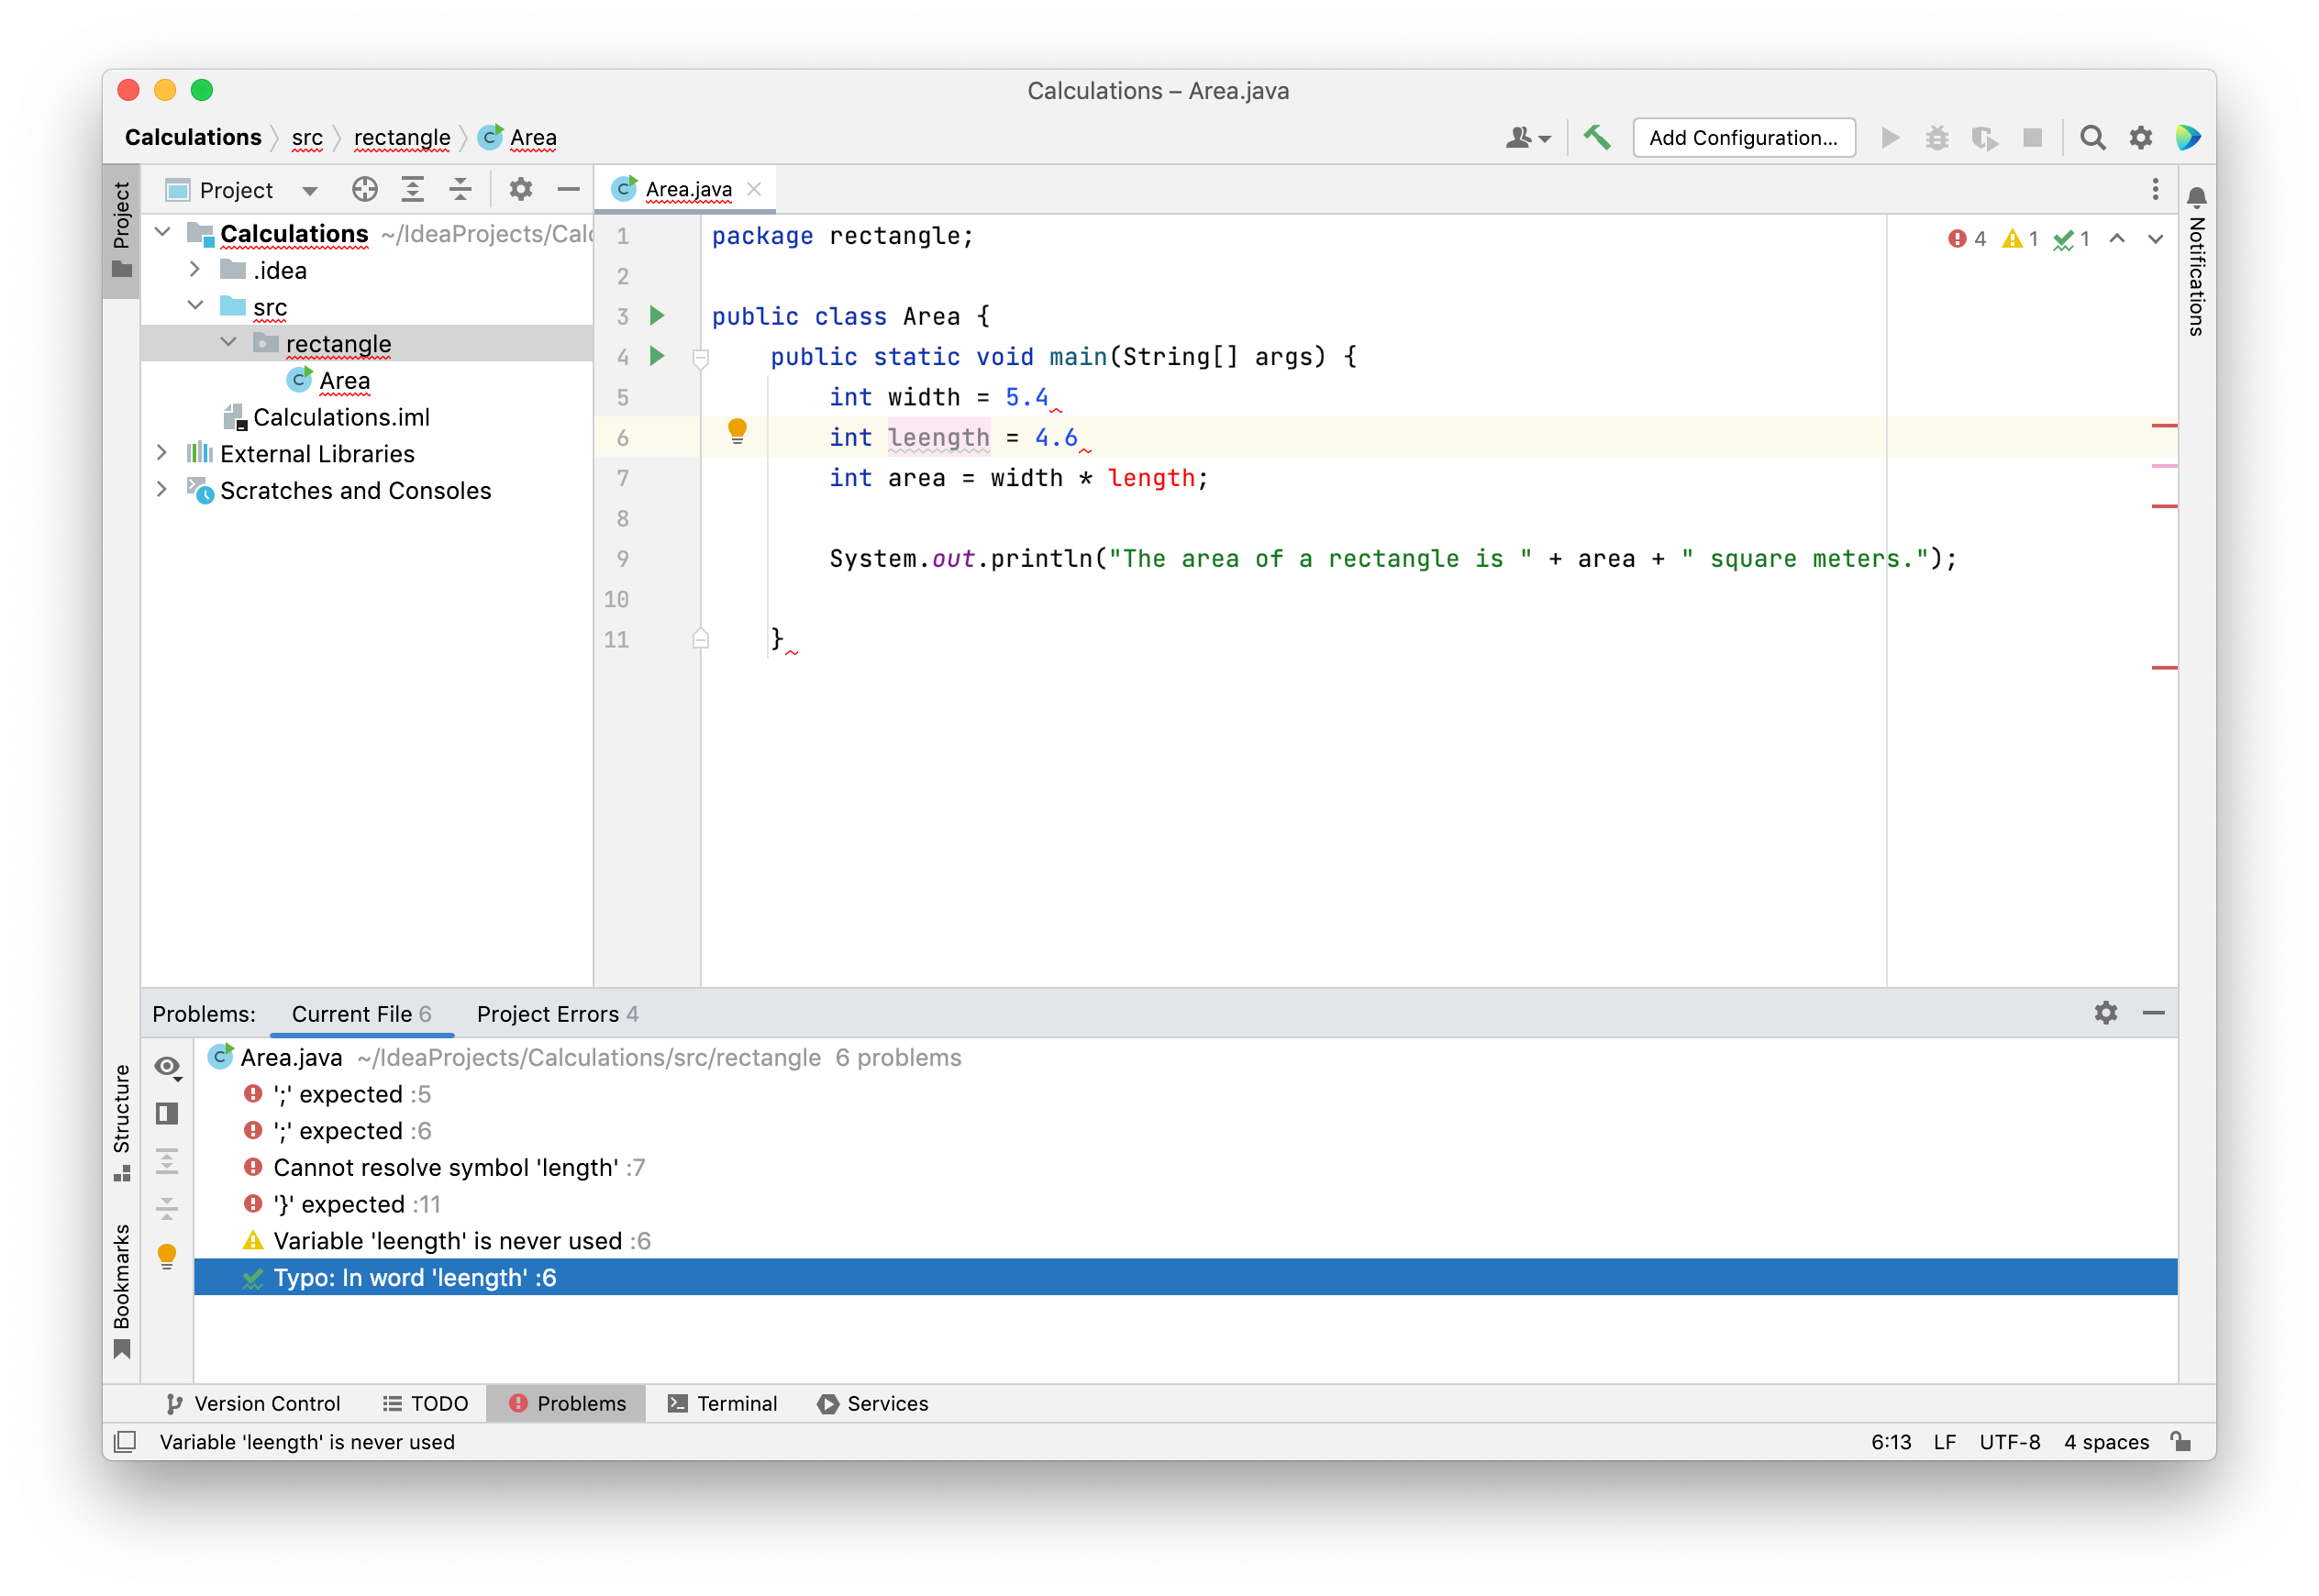 Calculations – Area.java
Calculations src rectangle Area
Add Configuration...
Project
Project
Area.java
Calculations ~/IdeaProjects/Calc
.idea
src
rectangle
Area
Calculations.iml
External Libraries
Scratches and Consoles
4 1 1
Notifications
1 package rectangle;
2
3 public class Area {
4 public static void main(String[] args) {
5 int width = 5.4
6 int leength = 4.6
7 int area = width * length;
8
9 System.out.println("The area of a rectangle is " + area + " square meters.");
10
11 }
Problems: Current File 6 Project Errors 4
Area.java ~/IdeaProjects/Calculations/src/rectangle 6 problems
';' expected :5
';' expected :6
Cannot resolve symbol 'length' :7
'}' expected :11
Variable 'leength' is never used :6
Typo: In word 'leength' :6
Structure
Bookmarks
Version Control TODO Problems Terminal Services
Variable 'leength' is never used
6:13 LF UTF-8 4 spaces